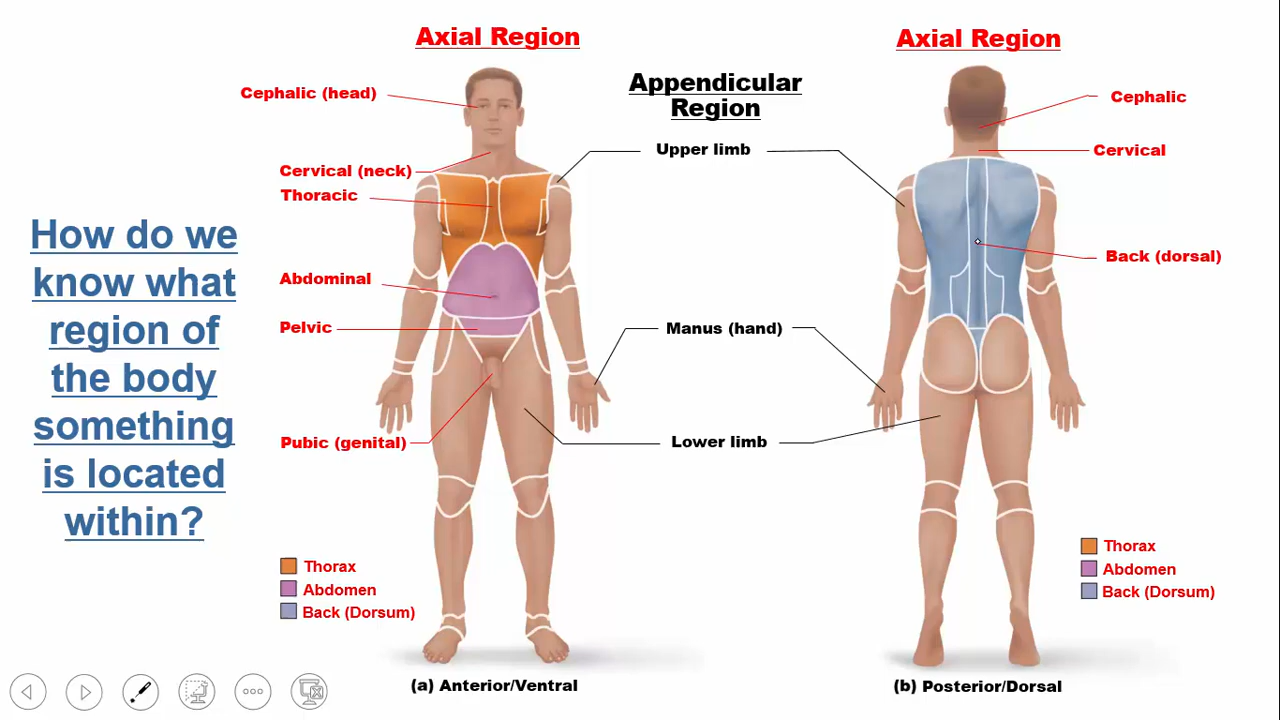 How do we
know what
region of
the body
something
is located
within?
Axial Region
Cephalic (head)
Cervical (neck)
Thoracic
Abdominal
Pelvic
Pubic (genital)
Thorax
Abdomen
Back (Dorsum)
(a) Anterior/Ventral
Appendicular
Region
Upper limb
Manus (hand)
Lower limb
Axial Region
Cephalic
Cervical
Back (dorsal)
Thorax
Abdomen
Back (Dorsum)
(b) Posterior/Dorsal